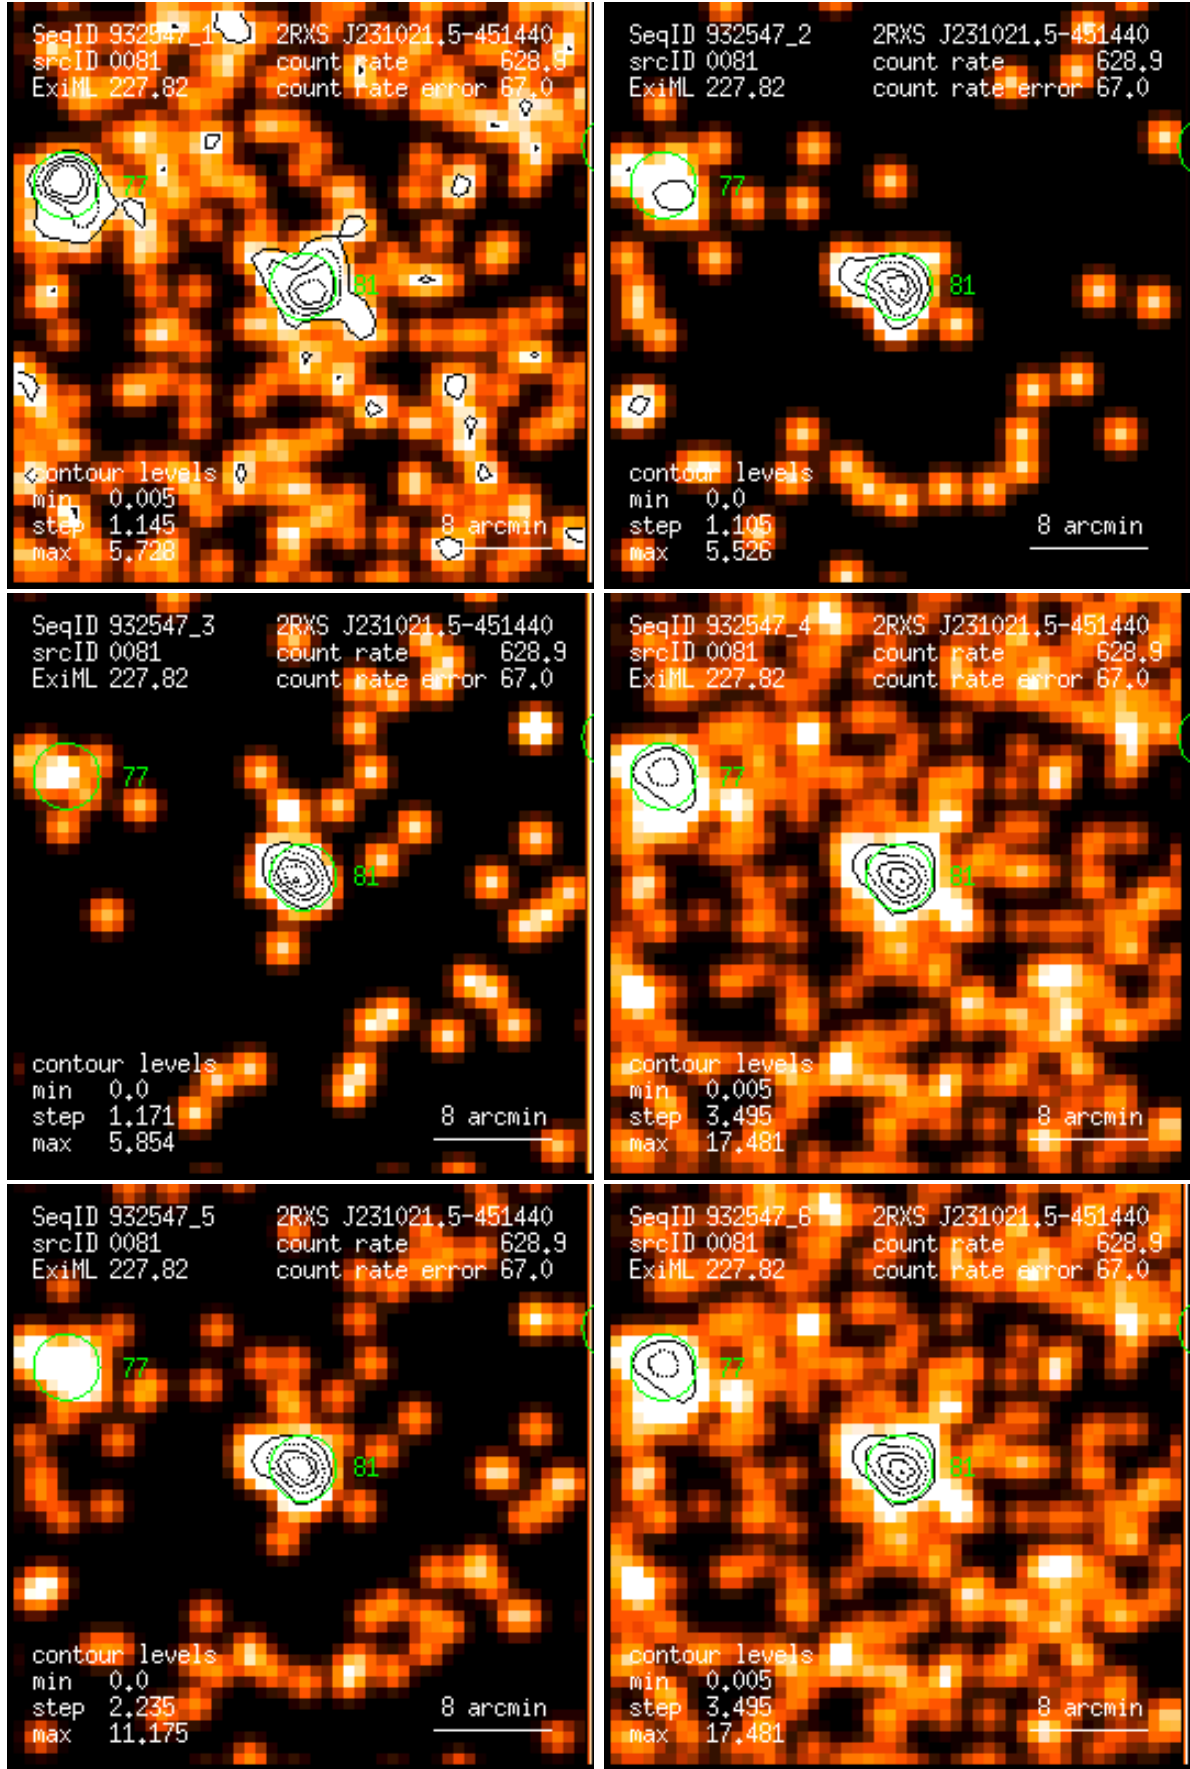 SeqID 932547_1 2RXS J231021.5-451440
srcID 0081 count rate 628.9
ExiML 227.82 count rate error 67.0
77
81
contour levels
min 0.005
step 1.145
max 5.728
8 arcmin
SeqID 932547_2 2RXS J231021.5-451440
srcID 0081 count rate 628.9
ExiML 227.82 count rate error 67.0
77
81
contour levels
min 0.0
step 1.105
max 5.526
8 arcmin
SeqID 932547_3 2RXS J231021.5-451440
srcID 0081 count rate 628.9
ExiML 227.82 count rate error 67.0
77
81
contour levels
min 0.0
step 1.171
max 5.854
8 arcmin
SeqID 932547_4 2RXS J231021.5-451440
srcID 0081 count rate 628.9
ExiML 227.82 count rate error 67.0
77
81
contour levels
min 0.005
step 3.495
max 17.481
8 arcmin
SeqID 932547_5 2RXS J231021.5-451440
srcID 0081 count rate 628.9
ExiML 227.82 count rate error 67.0
77
81
contour levels
min 0.0
step 2.235
max 11.175
8 arcmin
SeqID 932547_6 2RXS J231021.5-451440
srcID 0081 count rate 628.9
ExiML 227.82 count rate error 67.0
77
81
contour levels
min 0.005
step 3.495
max 17.481
8 arcmin